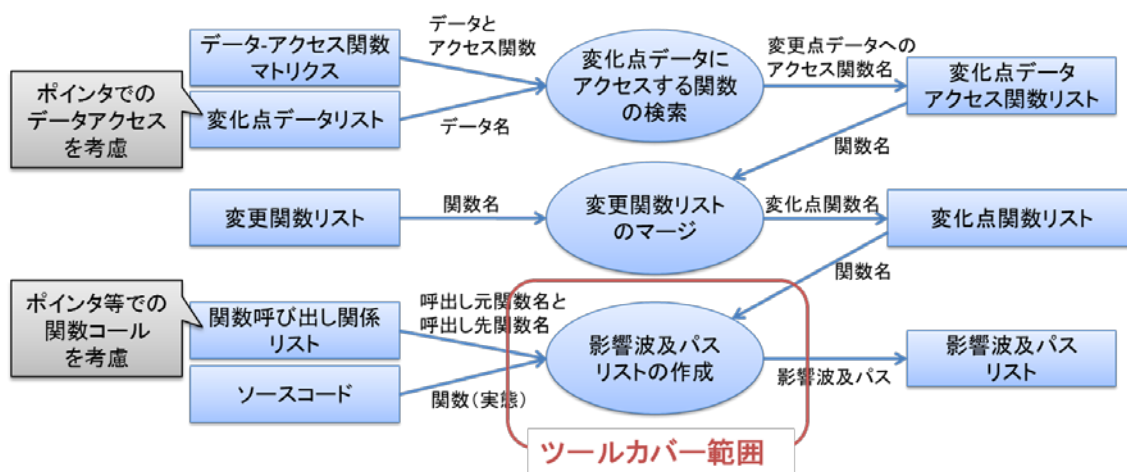 データと
アクセス関数
データ-アクセス関数
マトリクス
変化点データに
アクセスする関数
の検索
変更点データへの
アクセス関数名
変化点データ
アクセス関数リスト
ポインタでの
データアクセス
を考慮
変化点データリスト
データ名
関数名
変更関数リスト
関数名
変更関数リスト
のマージ
変化点関数名
変化点関数リスト
関数名
ポインタ等での
関数コール
を考慮
関数呼び出し関係
リスト
呼出し元関数名と
呼出し先関数名
影響波及パス
リストの作成
影響波及パス
影響波及パス
リスト
ソースコード
関数(実態)
ツールカバー範囲